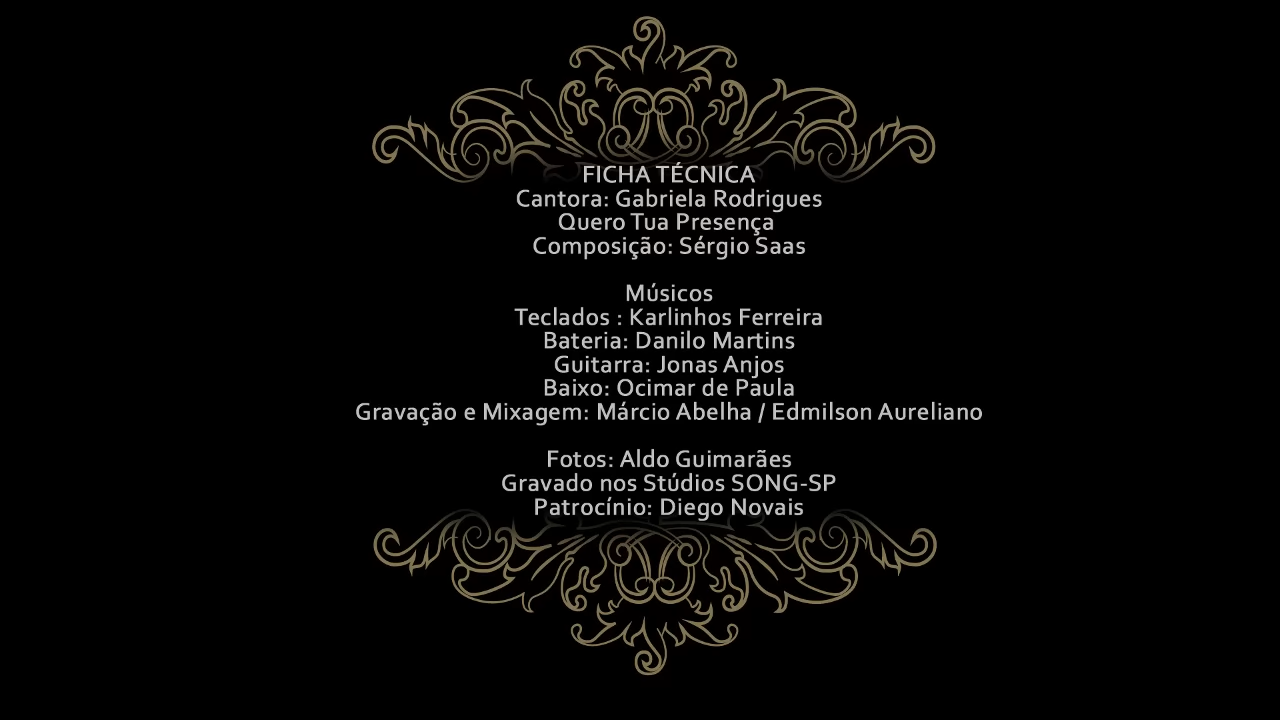 FICHA TÉCNICA
Cantora: Gabriela Rodrigues
Quero Tua Presença
Composição: Sérgio Saas
Músicos
Teclados : Karlinhos Ferreira
Bateria: Danilo Martins
Guitarra: Jonas Anjos
Baixo: Ocimar de Paula
Gravação e Mixagem: Márcio Abelha / Edmilson Aureliano
Fotos: Aldo Guimarães
Gravado nos Stúdios SONG-SP
Patrocínio: Diego Novais